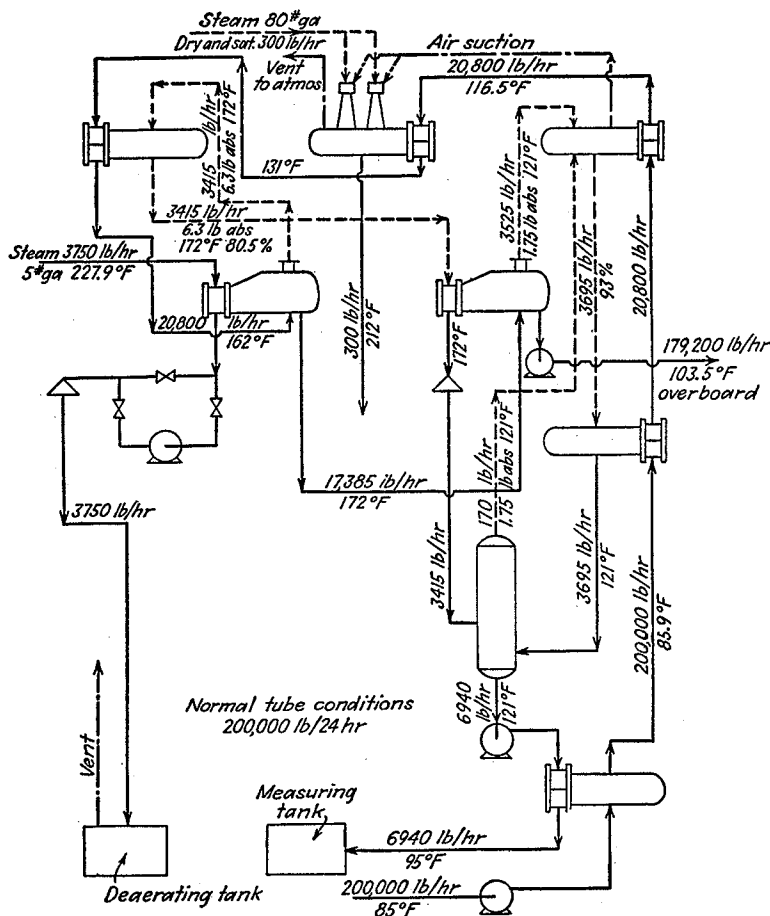 Steam 80#ga
Dry and sat. 300 lb/hr
Vent
to atmos
Air suction
20,800 lb/hr
116.5°F
131°F
3415 lb/hr
6.3 lb abs 172°F
3415 lb/hr
6.3 lb abs
172°F 80.5%
Steam 3750 lb/hr
5#ga 227.9°F
20,800 lb/hr
162°F
300 lb/hr
212°F
3525 lb/hr
1.75 lb abs 121°F
3695 lb/hr
93%
20,800 lb/hr
172°F
179,200 lb/hr
103.5°F
overboard
17,385 lb/hr
172°F
170 lb/hr
1.75 lb abs 121°F
3750 lb/hr
3415 lb/hr
3695 lb/hr
121°F
200,000 lb/hr
85.9°F
6940
lb/hr
121°F
Normal tube conditions
200,000 lb/24 hr
Vent
Measuring
tank
6940 lb/hr
95°F
Deaerating tank
200,000 lb/hr
85°F